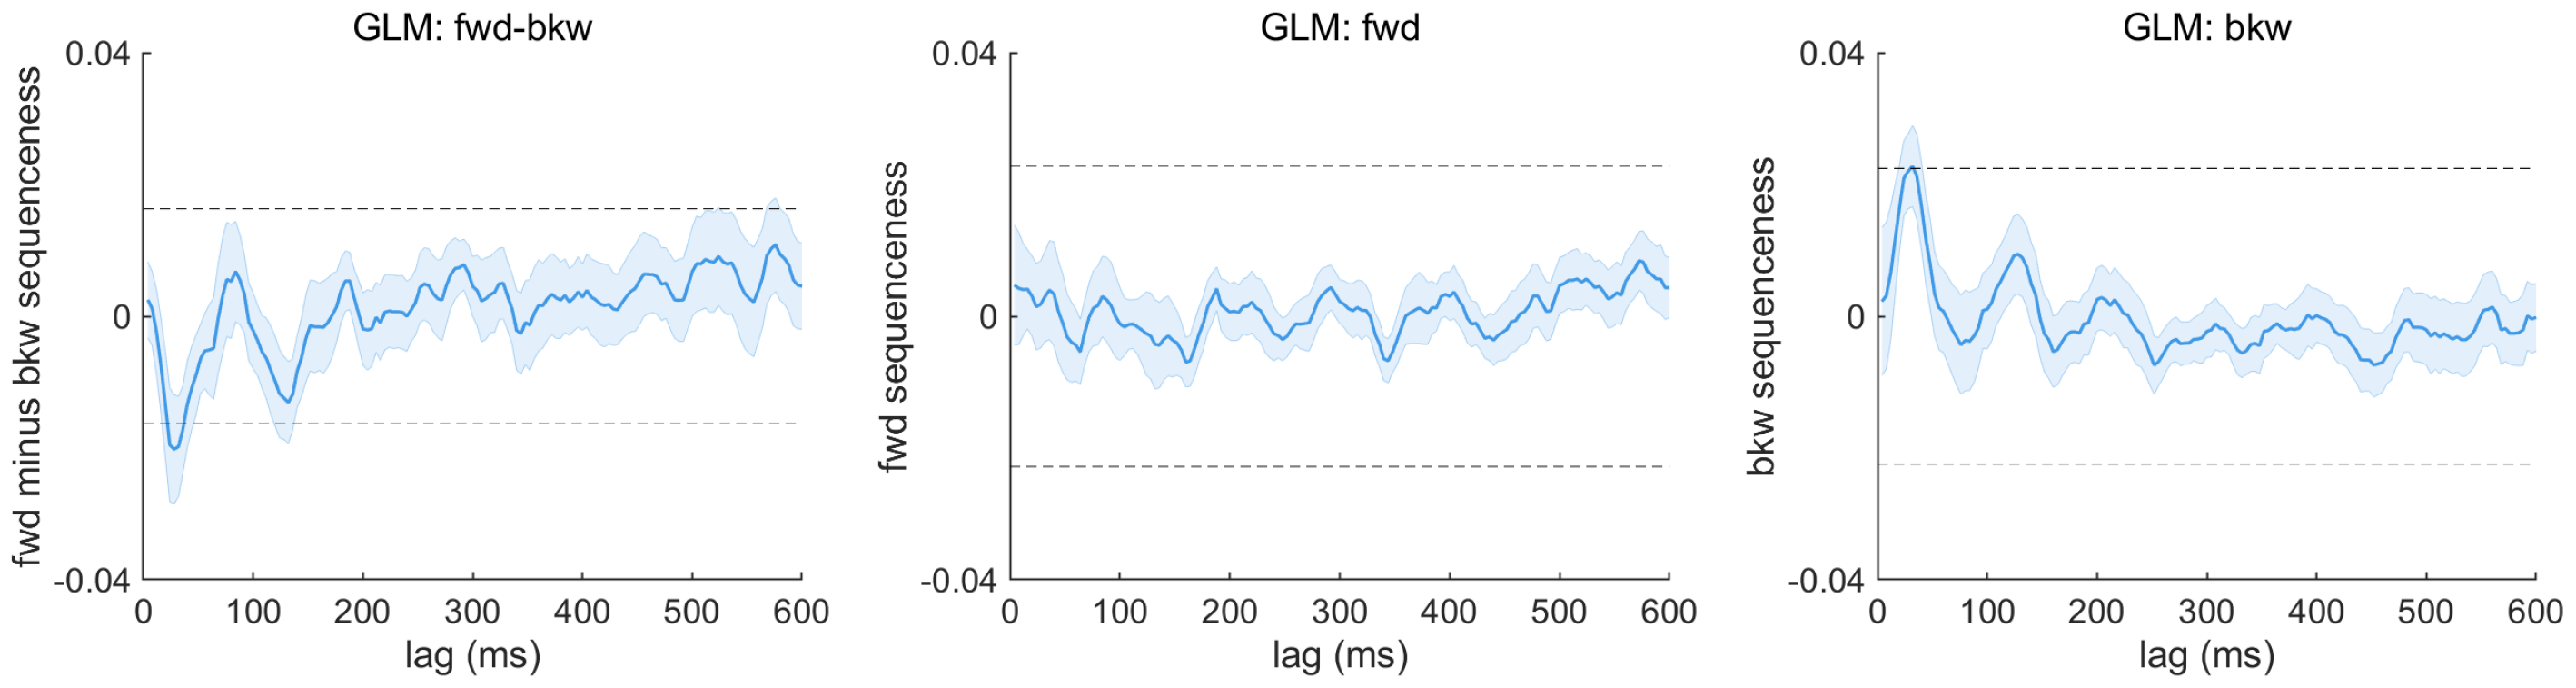 GLM: fwd-bkw
fwd minus bkw sequenceness
0.04
0
-0.04
0 100 200 300 400 500 600
lag (ms)
GLM: fwd
fwd sequenceness
0.04
0
-0.04
0 100 200 300 400 500 600
lag (ms)
GLM: bkw
bkw sequenceness
0.04
0
-0.04
0 100 200 300 400 500 600
lag (ms)